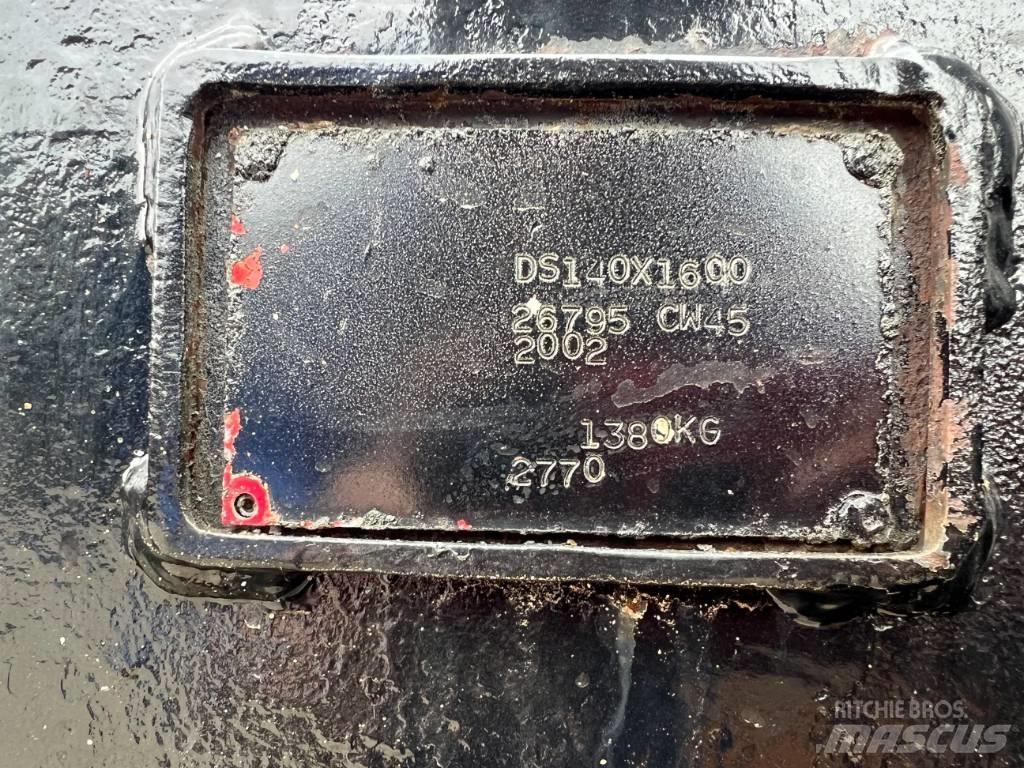 DS140X1600
26795 CW45
2002
1380KG
2770
RITCHIE BROS.
MASCUS